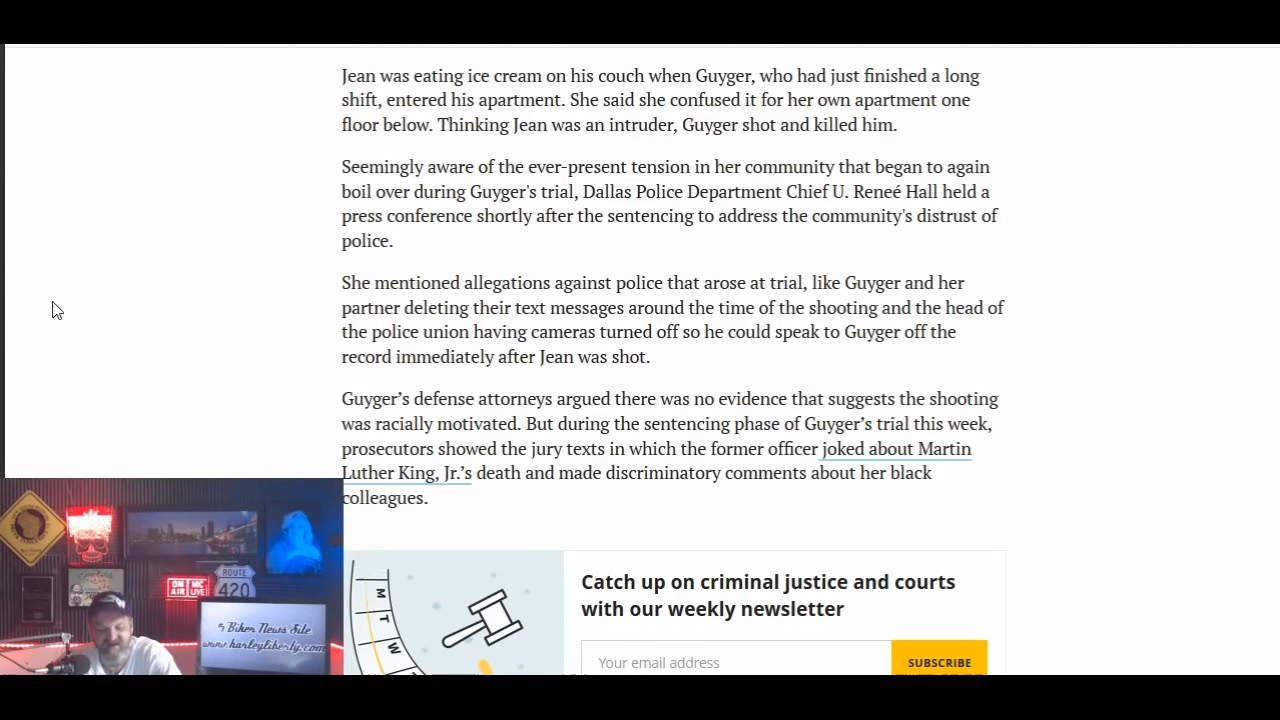 Jean was eating ice cream on his couch when Guyger, who had just finished a long
shift, entered his apartment. She said she confused it for her own apartment one
floor below. Thinking Jean was an intruder, Guyger shot and killed him.
Seemingly aware of the ever-present tension in her community that began to again
boil over during Guyger's trial, Dallas Police Department Chief U. Reneé Hall held a
press conference shortly after the sentencing to address the community's distrust of
police.
She mentioned allegations against police that arose at trial, like Guyger and her
partner deleting their text messages around the time of the shooting and the head of
the police union having cameras turned off so he could speak to Guyger off the
record immediately after Jean was shot.
Guyger’s defense attorneys argued there was no evidence that suggests the shooting
was racially motivated. But during the sentencing phase of Guyger’s trial this week,
prosecutors showed the jury texts in which the former officer joked about Martin
Luther King, Jr.’s death and made discriminatory comments about her black
colleagues.
Catch up on criminal justice and courts
with our weekly newsletter
Your email address
SUBSCRIBE
M
T
W
ON MC
AIR LIVE
ROUTE
420
Biker News Site
www.harleyliberty.com